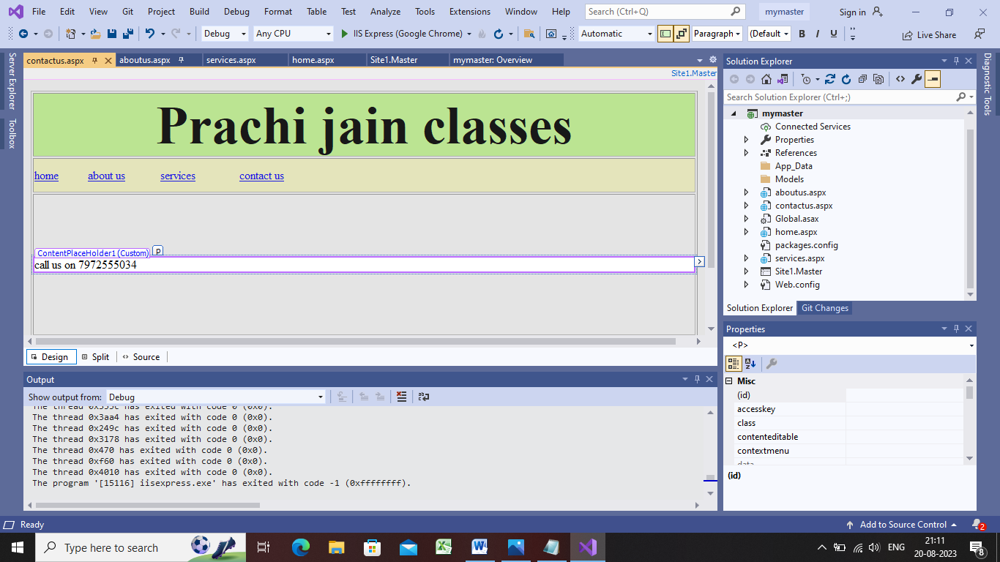 File Edit View Git Project Build Debug Format Table Test Analyze Tools Extensions Window Help Search (Ctrl+Q) mymaster Sign in
Debug Any CPU IIS Express (Google Chrome) Automatic Paragraph (Default B I U Live Share
contactus.aspx aboutus.aspx services.aspx home.aspx Site1.Master mymaster: Overview
Site1.Master
Server Explorer
Toolbox
Prachi jain classes
home about us services contact us
ContentPlaceHolder1 (Custom) p
call us on 7972555034
Design Split Source
Output
Show output from: Debug
The thread 0x3aa4 has exited with code 0 (0x0).
The thread 0x249c has exited with code 0 (0x0).
The thread 0x3178 has exited with code 0 (0x0).
The thread 0x470 has exited with code 0 (0x0).
The thread 0xf60 has exited with code 0 (0x0).
The thread 0x4010 has exited with code 0 (0x0).
The program '[15116] iisexpress.exe' has exited with code -1 (0xffffffff).
Solution Explorer
Search Solution Explorer (Ctrl+;)
mymaster
Connected Services
Properties
References
App_Data
Models
aboutus.aspx
contactus.aspx
Global.asax
home.aspx
packages.config
services.aspx
Site1.Master
Web.config
Solution Explorer Git Changes
Properties
<P>
Misc
(id)
accesskey
class
contenteditable
contextmenu
data
(id)
Diagnostic Tools
Ready Add to Source Control 2
Type here to search ENG 21:11
20-08-2023 8